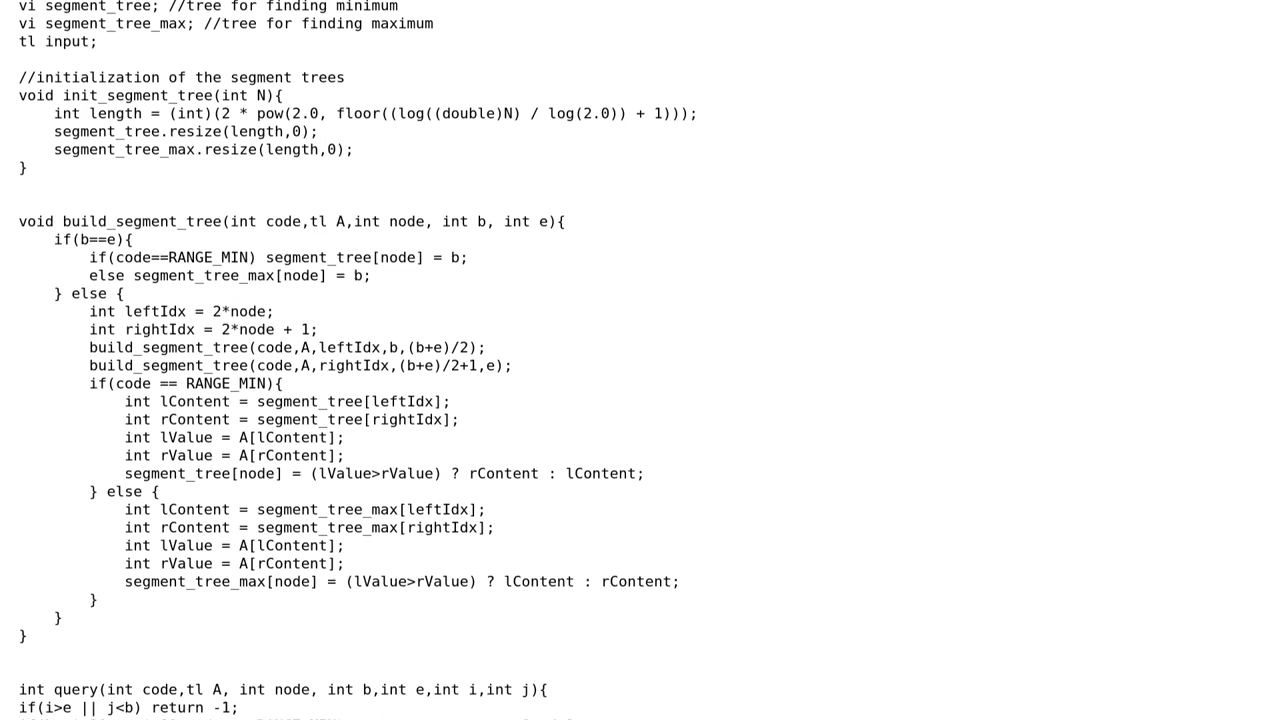 vi segment_tree; //tree for finding minimum
vi segment_tree_max; //tree for finding maximum
tl input;
//initialization of the segment trees
void init_segment_tree(int N){
    int length = (int)(2 * pow(2.0, floor((log((double)N) / log(2.0)) + 1)));
    segment_tree.resize(length,0);
    segment_tree_max.resize(length,0);
}
void build_segment_tree(int code,tl A,int node, int b, int e){
    if(b==e){
        if(code==RANGE_MIN) segment_tree[node] = b;
        else segment_tree_max[node] = b;
    } else {
        int leftIdx = 2*node;
        int rightIdx = 2*node + 1;
        build_segment_tree(code,A,leftIdx,b,(b+e)/2);
        build_segment_tree(code,A,rightIdx,(b+e)/2+1,e);
        if(code == RANGE_MIN){
            int lContent = segment_tree[leftIdx];
            int rContent = segment_tree[rightIdx];
            int lValue = A[lContent];
            int rValue = A[rContent];
            segment_tree[node] = (lValue>rValue) ? rContent : lContent;
        } else {
            int lContent = segment_tree_max[leftIdx];
            int rContent = segment_tree_max[rightIdx];
            int lValue = A[lContent];
            int rValue = A[rContent];
            segment_tree_max[node] = (lValue>rValue) ? lContent : rContent;
        }
    }
}
int query(int code,tl A, int node, int b,int e,int i,int j){
if(i>e || j<b) return -1;